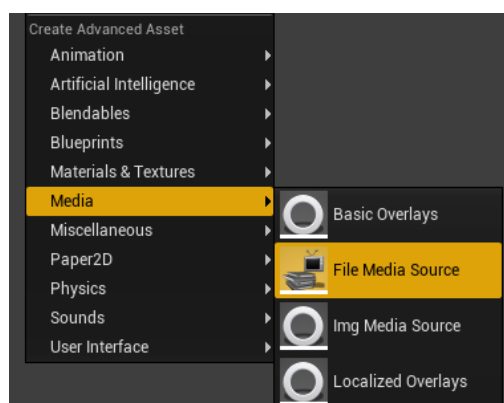 Create Advanced Asset
Animation
Artificial Intelligence
Blendables
Blueprints
Materials & Textures
Media
Miscellaneous
Paper2D
Physics
Sounds
User Interface
Basic Overlays
File Media Source
Img Media Source
Localized Overlays